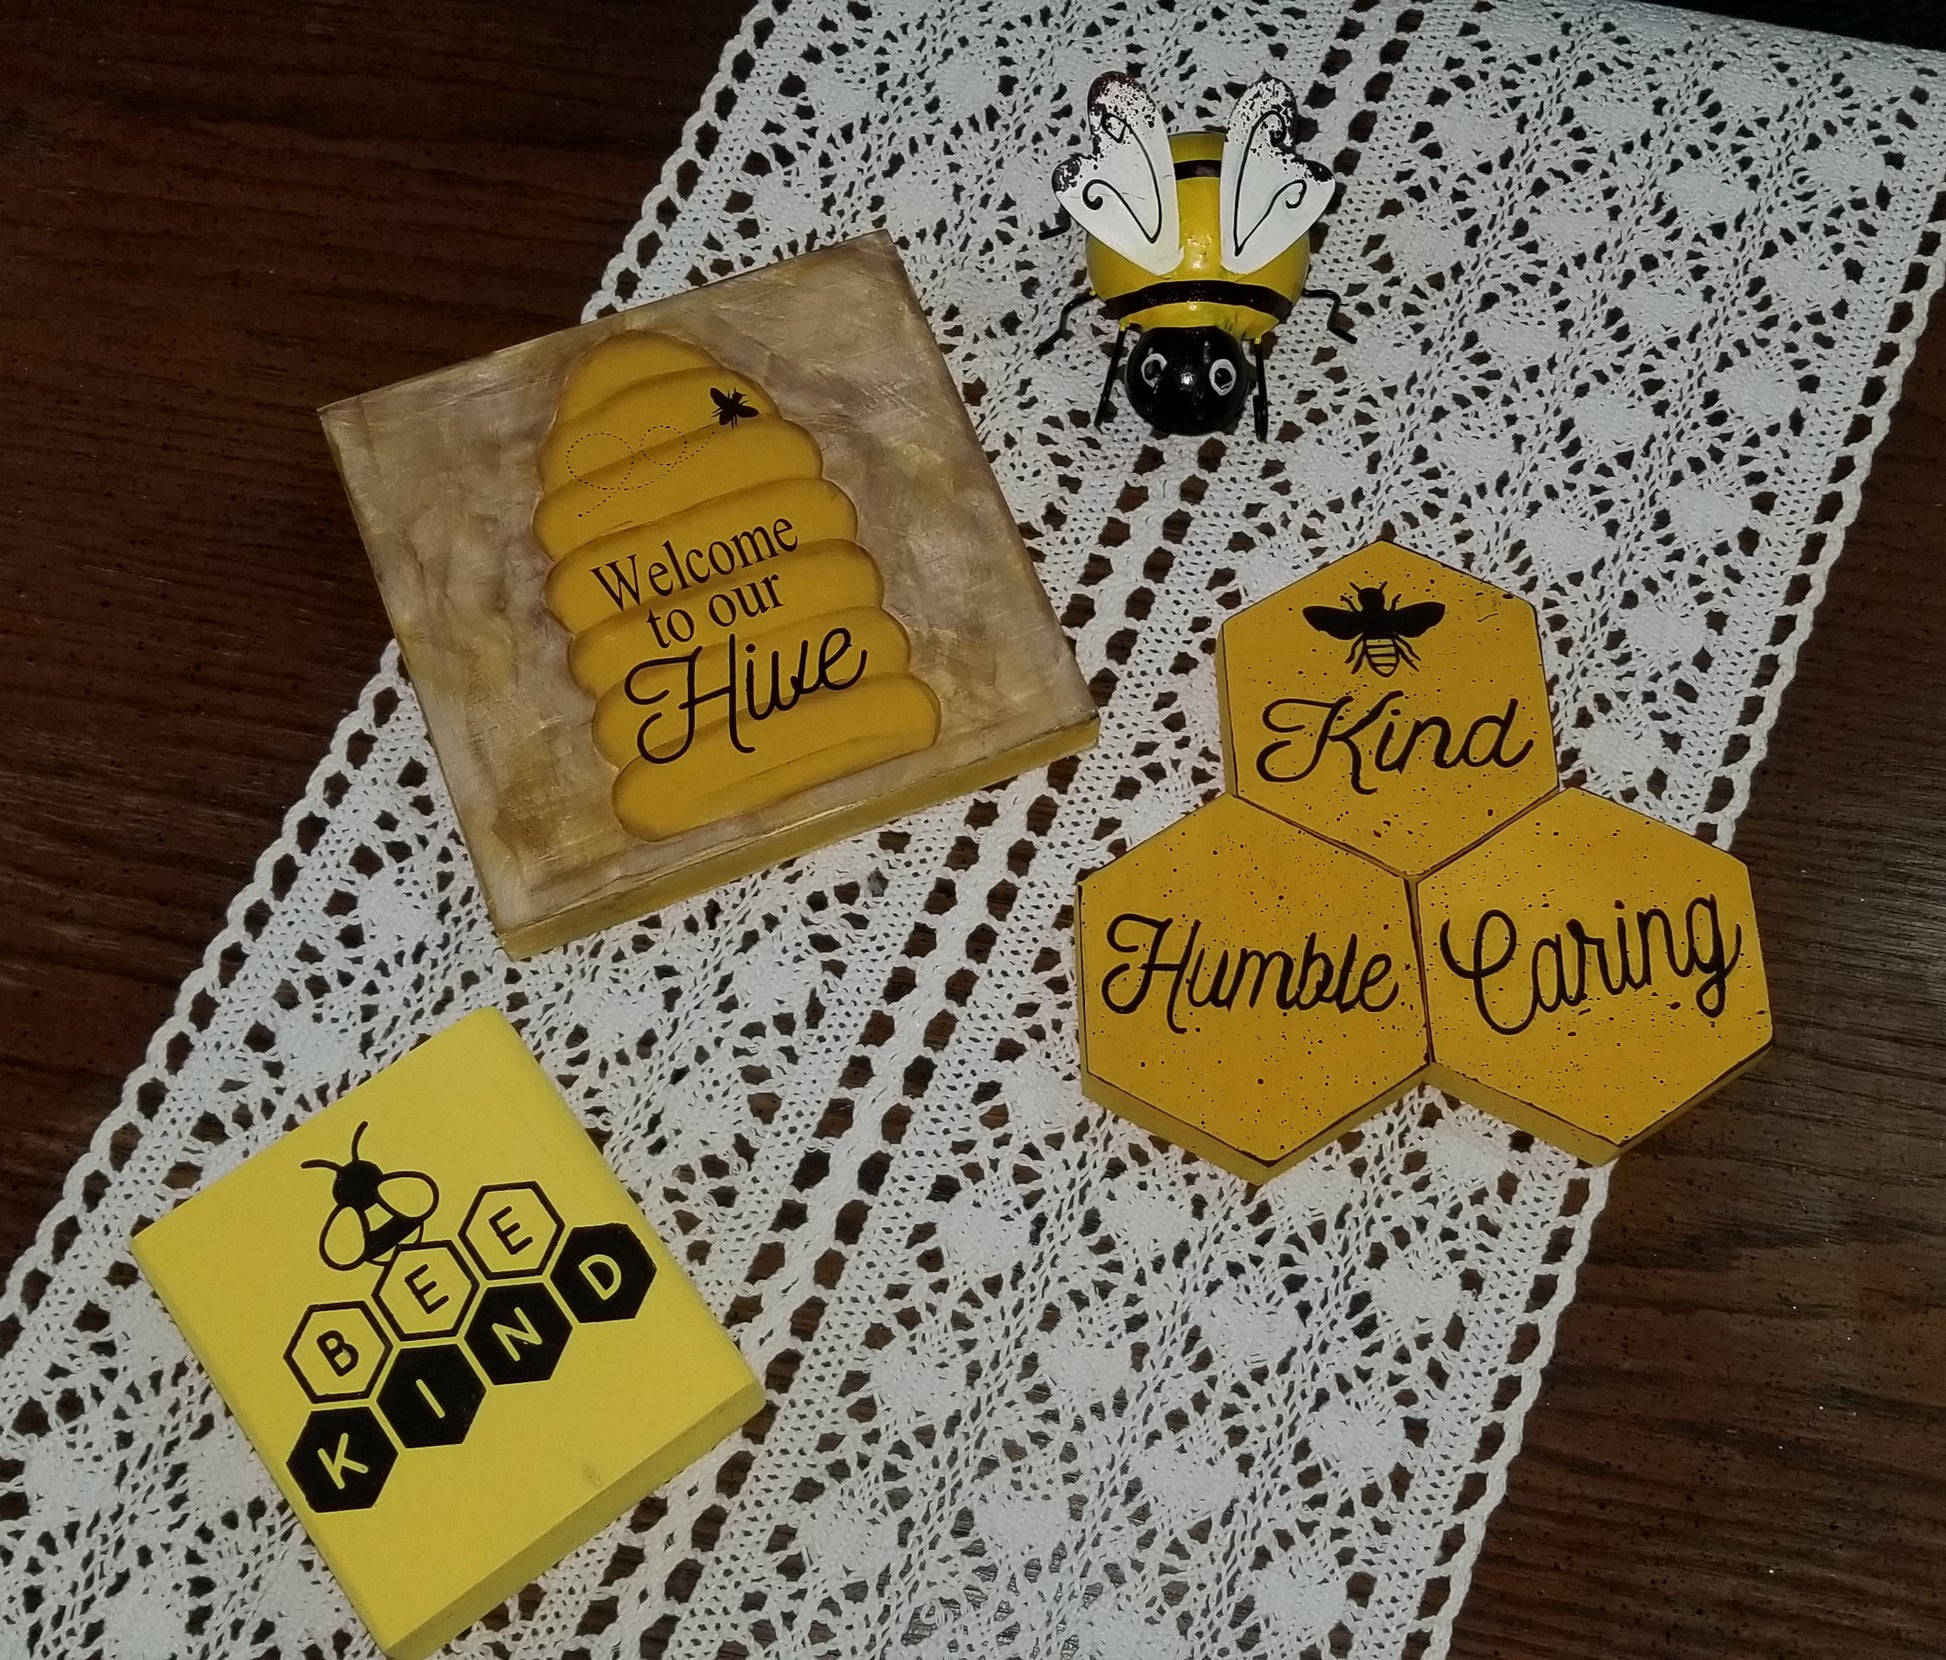 Welcome
to our
Hive
Kind
Humble Caring
BEE
KIND